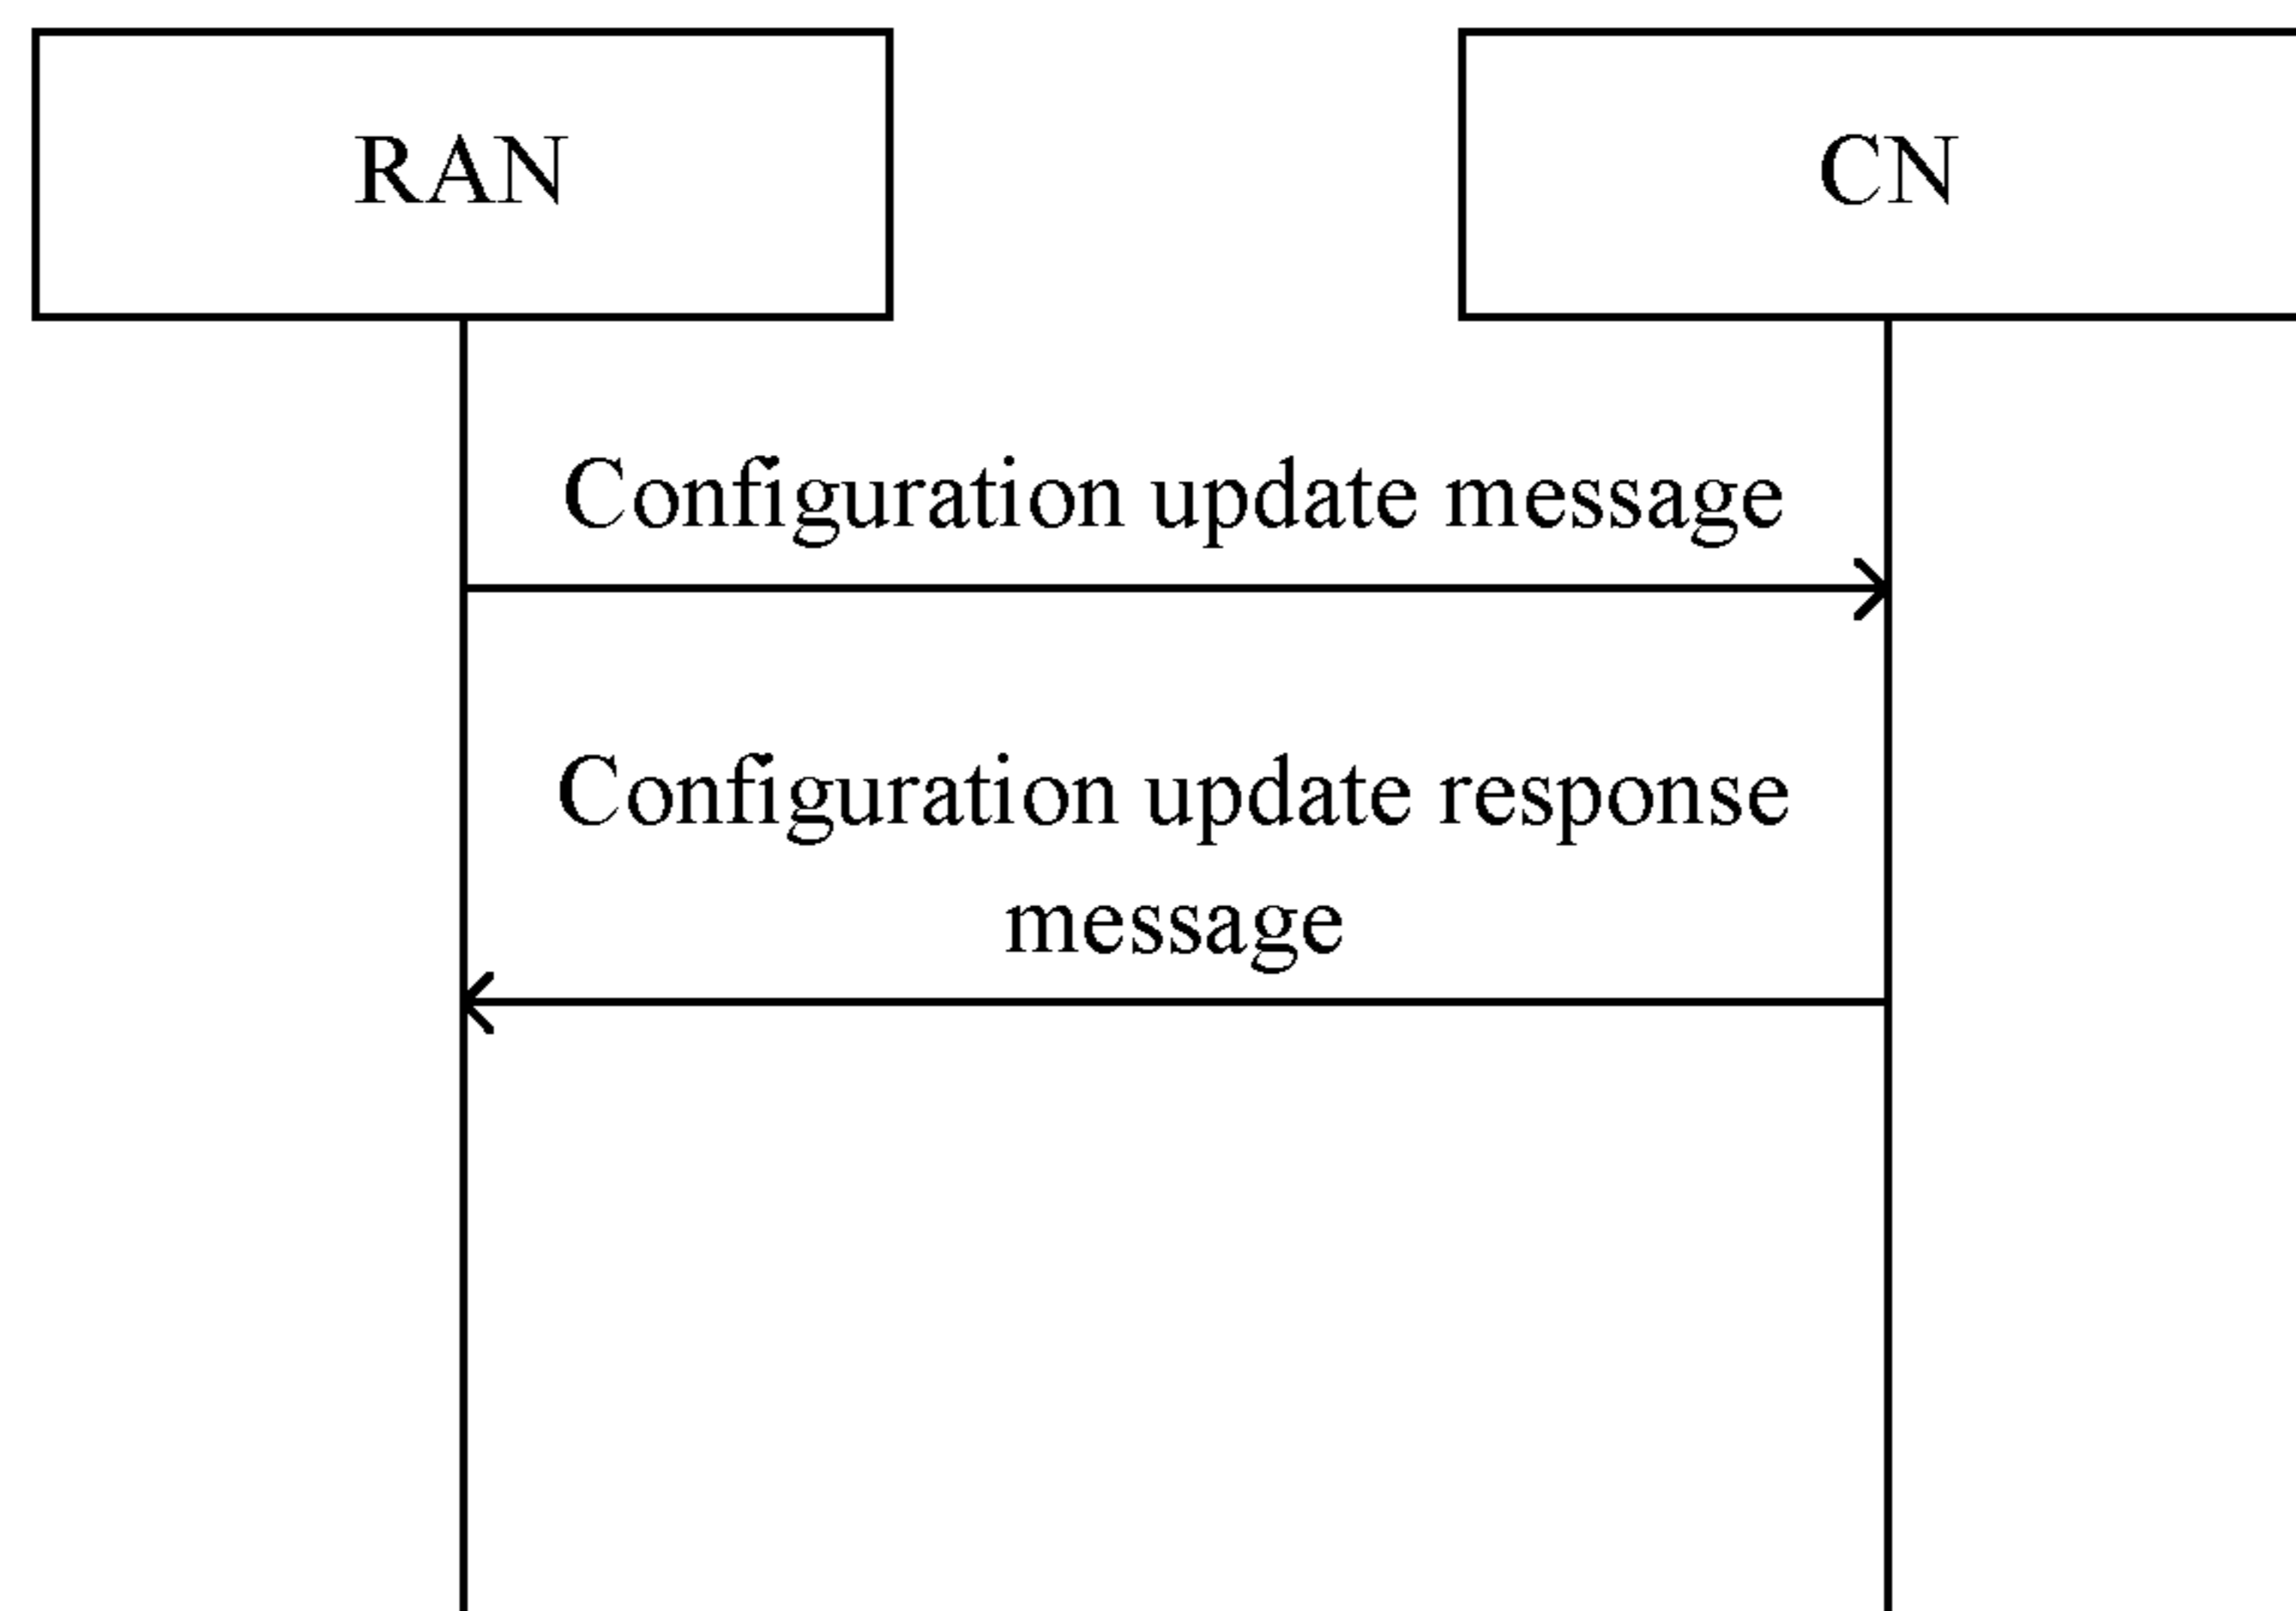 RAN
CN
Configuration update message
Configuration update response
message